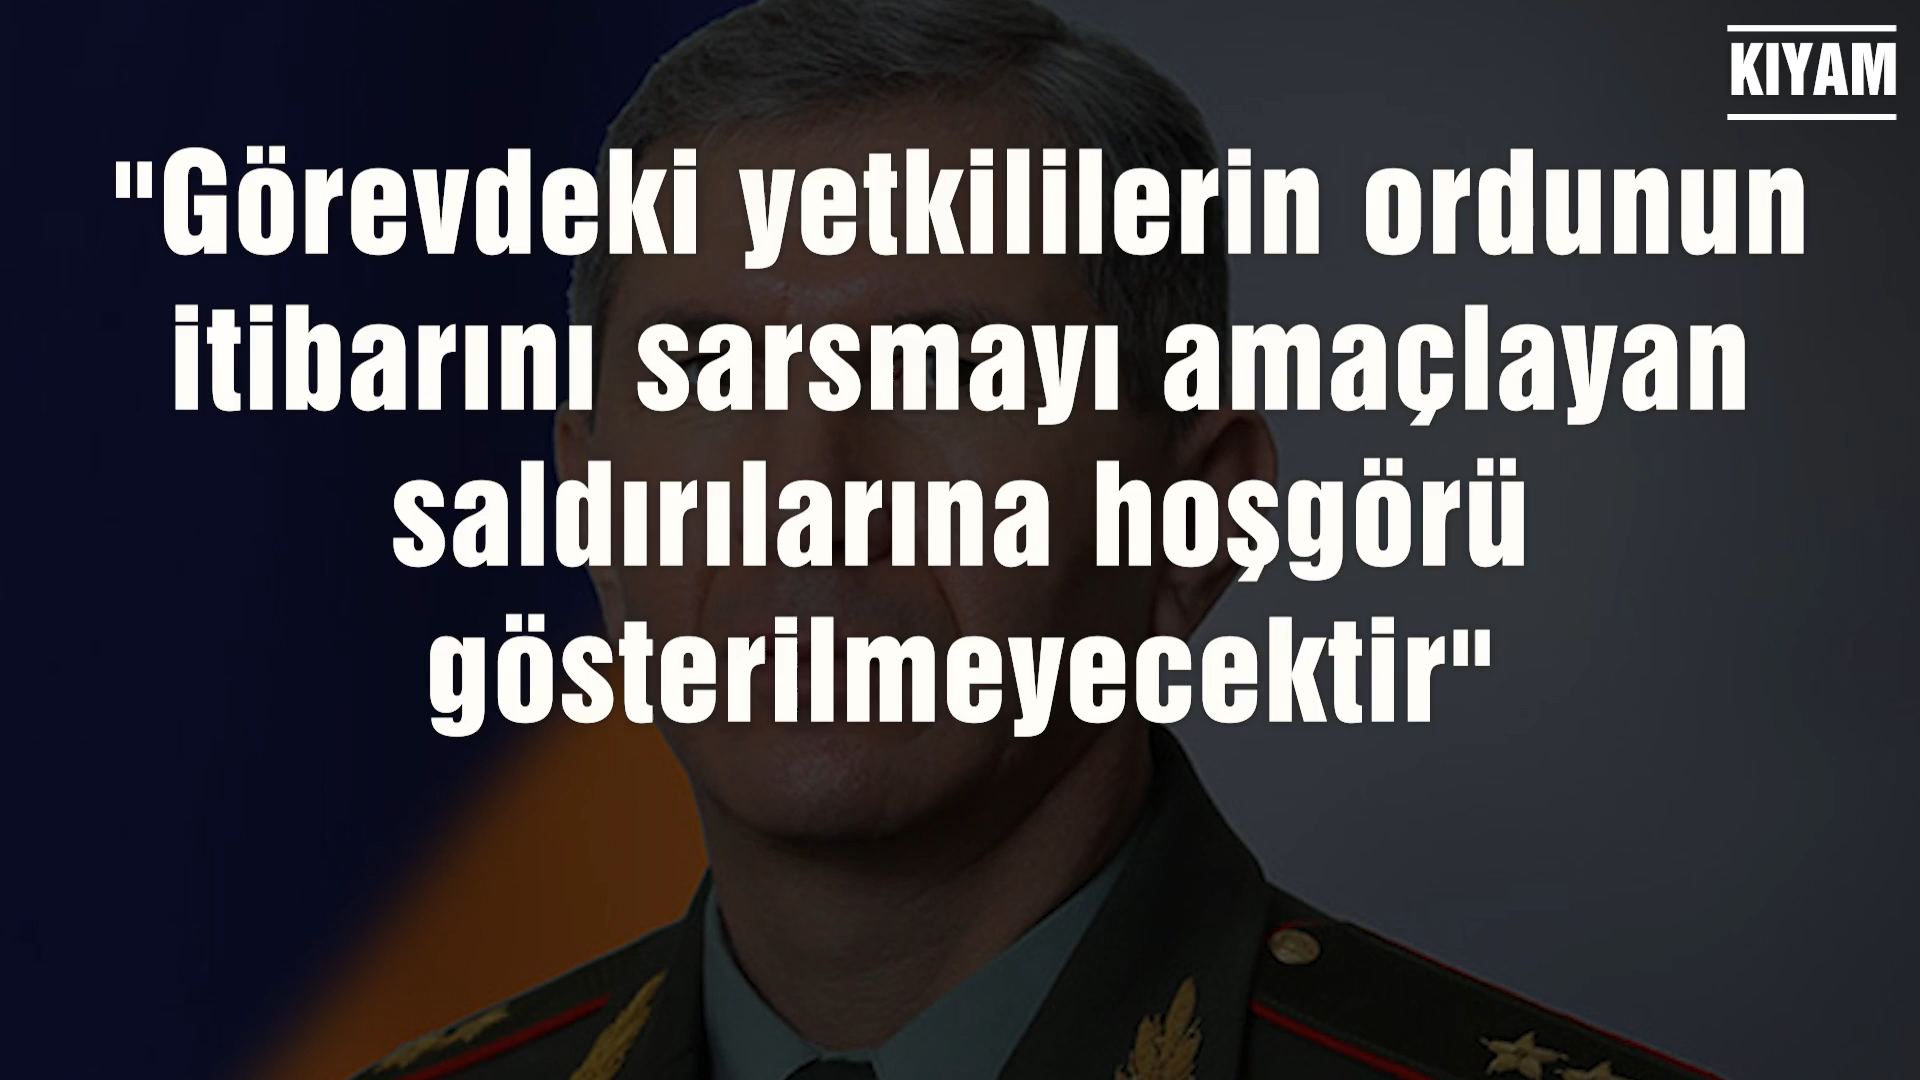 KIYAM
"Görevdeki yetkililerin ordunun
itibarını sarsmayı amaçlayan
saldırılarına hoşgörü
gösterilmeyecektir"